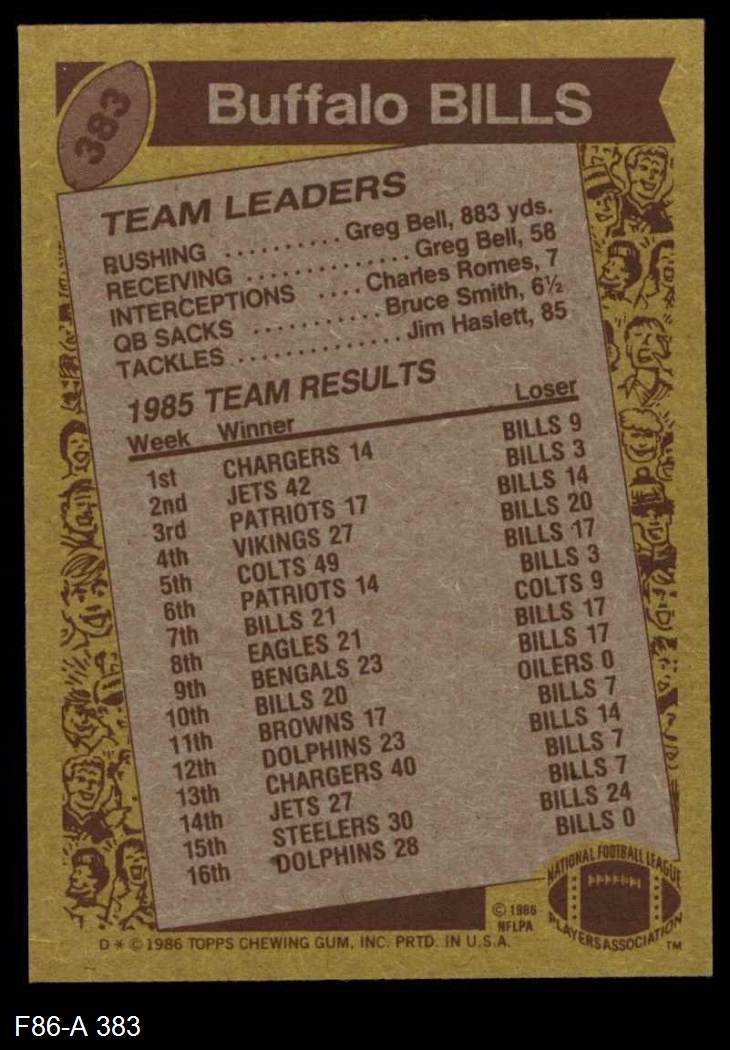 383
Buffalo BILLS
TEAM LEADERS
RUSHING .......... Greg Bell, 883 yds.
RECEIVING .............. Greg Bell, 58
INTERCEPTIONS .... Charles Romes, 7
QB SACKS ........... Bruce Smith, 6½
TACKLES .............. Jim Haslett, 85
1985 TEAM RESULTS
Week Winner Loser
1st CHARGERS 14 BILLS 9
2nd JETS 42 BILLS 3
3rd PATRIOTS 17 BILLS 14
4th VIKINGS 27 BILLS 20
5th COLTS 49 BILLS 17
6th PATRIOTS 14 BILLS 3
7th BILLS 21 COLTS 9
8th EAGLES 21 BILLS 17
9th BENGALS 23 BILLS 17
10th BILLS 20 OILERS 0
11th BROWNS 17 BILLS 7
12th DOLPHINS 23 BILLS 14
13th CHARGERS 40 BILLS 7
14th JETS 27 BILLS 7
15th STEELERS 30 BILLS 24
16th DOLPHINS 28 BILLS 0
NATIONAL FOOTBALL LEAGUE
PLAYERS ASSOCIATION TM
© 1986
NFLPA
D * © 1986 TOPPS CHEWING GUM, INC. PRTD. IN U.S.A.
F86-A 383